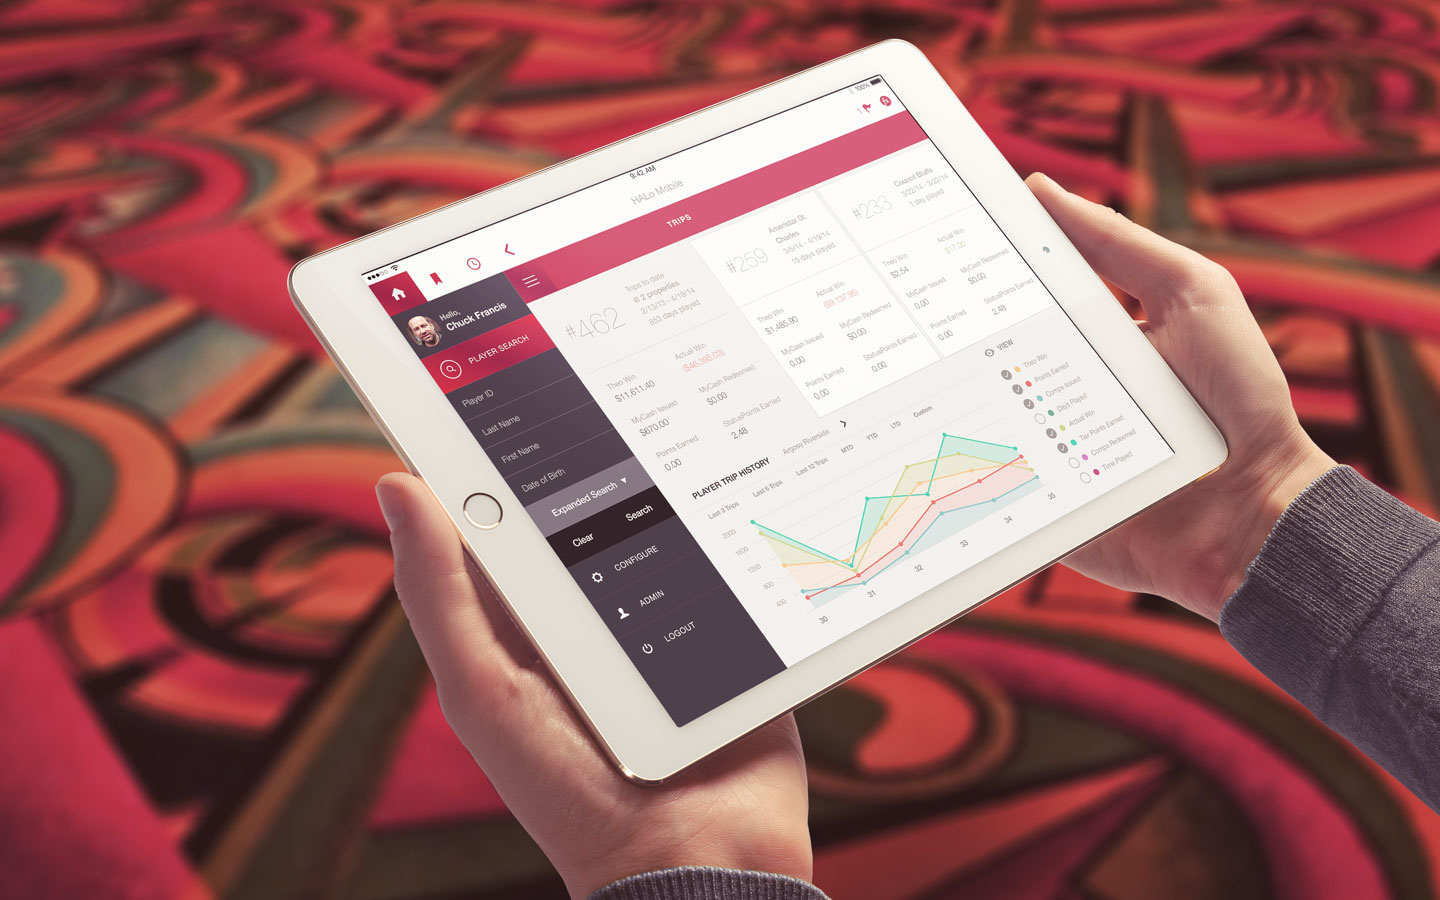 100%
9:42 AM
HALo Mobile
1
TRIPS
Hello,
Chuck Francis
PLAYER SEARCH
Player ID
Last Name
First Name
Date of Birth
Expanded Search
Clear Search
CONFIGURE
ADMIN
LOGOUT
#462
Trips to date
@ 2 properties
2/13/13 - 4/19/14
853 days played
Theo Win
$11,611.40
Actual Win
($46,395.03)
MyCash Issued
$670.00
MyCash Redeemed
$0.00
Points Earned
0.00
StatusPoints Earned
2.48
#259
Ameristar St.
Charles
3/5/14 - 4/19/14
15 days played
Theo Win
$1,485.90
Actual Win
($9,137.95)
MyCash Issued
0.00
MyCash Redeemed
$0.00
Points Earned
0.00
StatusPoints Earned
0.00
#233
Council Bluffs
3/22/14 - 3/22/14
1 day played
Theo Win
$2.54
Actual Win
$17.00
MyCash Issued
0.00
MyCash Redeemed
$0.00
Points Earned
0.00
StatusPoints Earned
2.48
PLAYER TRIP HISTORY
Argosy Riverside
Last 3 Trips
Last 6 Trips
Last 12 Trips
MTD
YTD
LTD
Custom
2000
1600
1200
800
400
30
31
32
33
34
35
VIEW
Theo Win
Points Earned
Comps Issued
Days Played
Actual Win
Tier Points Earned
Comps Redeemed
Time Played